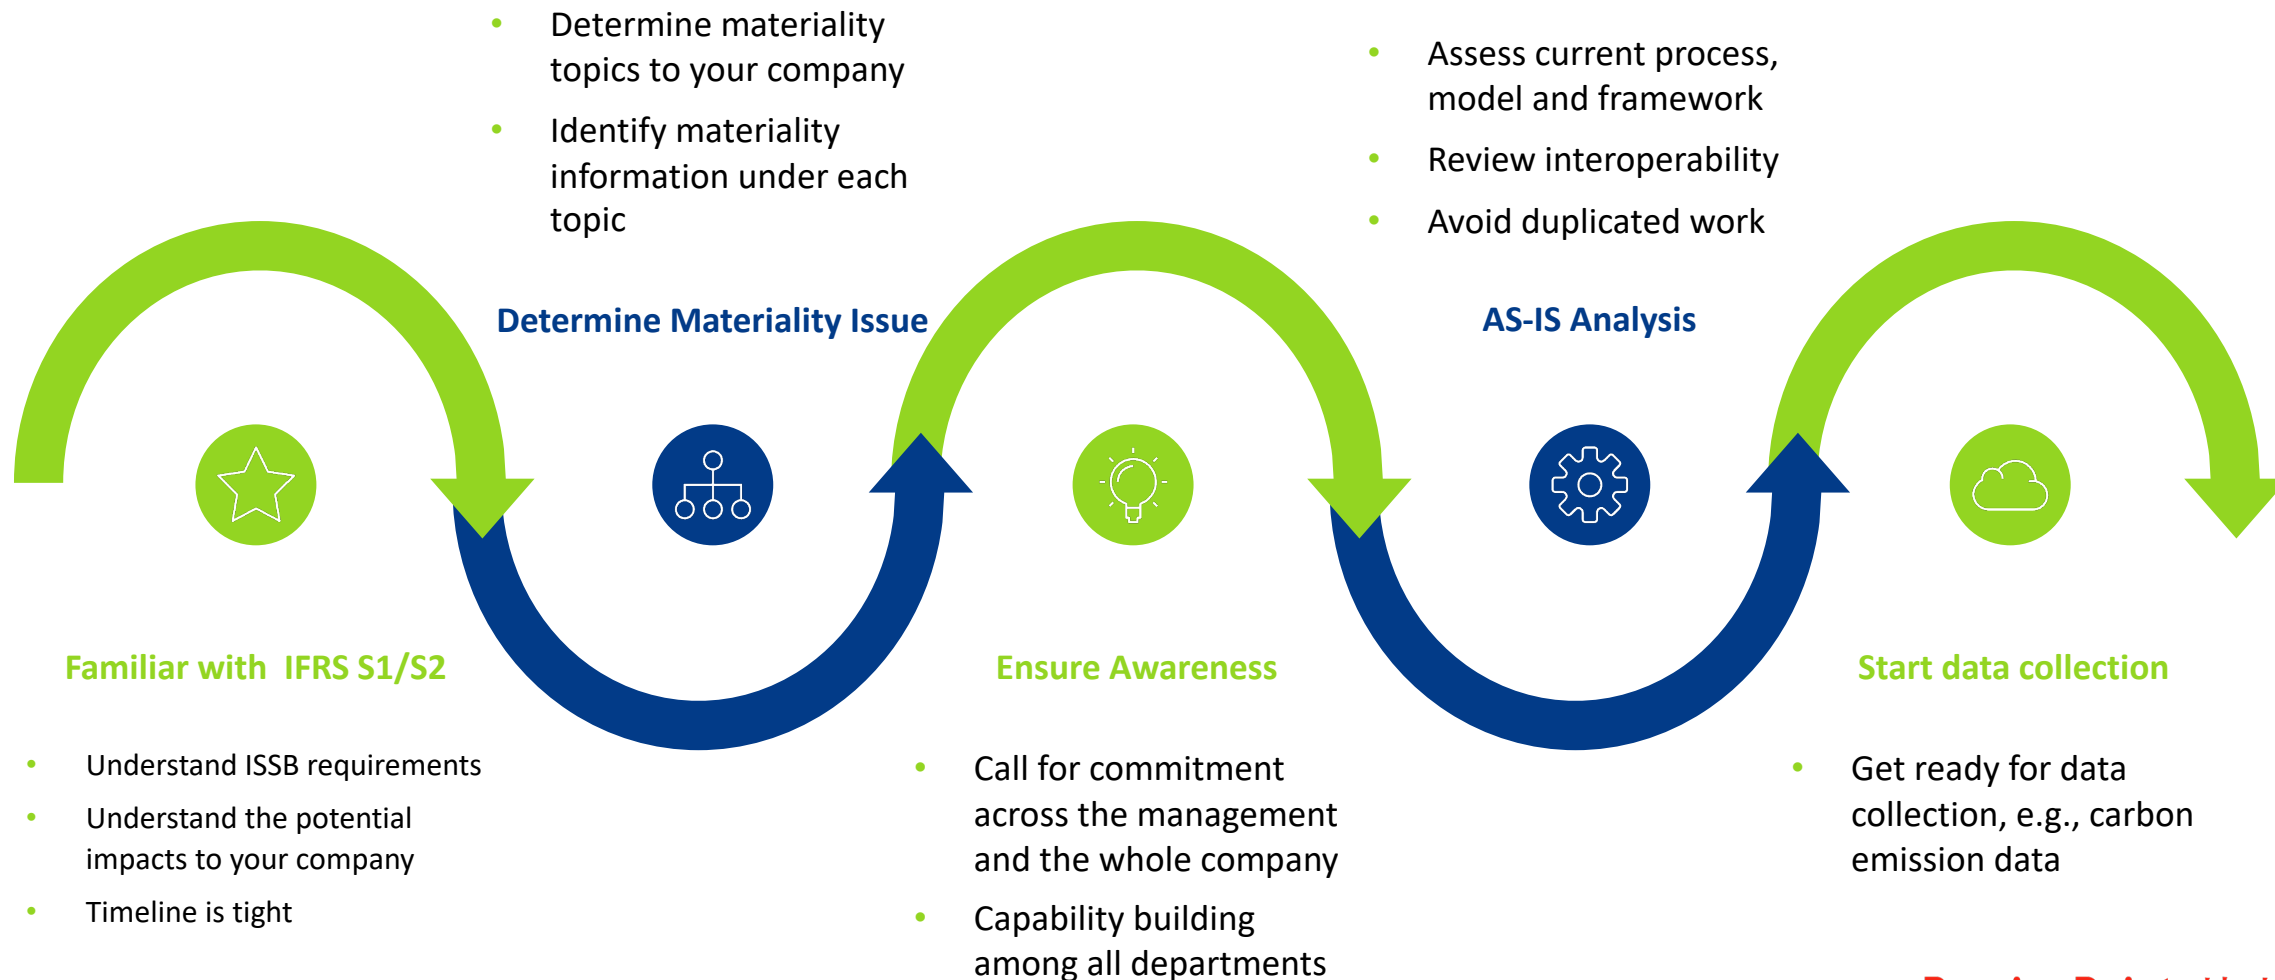 • Determine materiality
topics to your company
• Identify materiality
information under each
topic
• Assess current process,
model and framework
• Review interoperability
• Avoid duplicated work
Determine Materiality Issue
AS-IS Analysis
Familiar with  IFRS S1/S2
Ensure Awareness
Start data collection
• Understand ISSB requirements
• Understand the potential
impacts to your company
• Timeline is tight
• Call for commitment
across the management
and the whole company
• Capability building
among all departments
• Get ready for data
collection, e.g., carbon
emission data